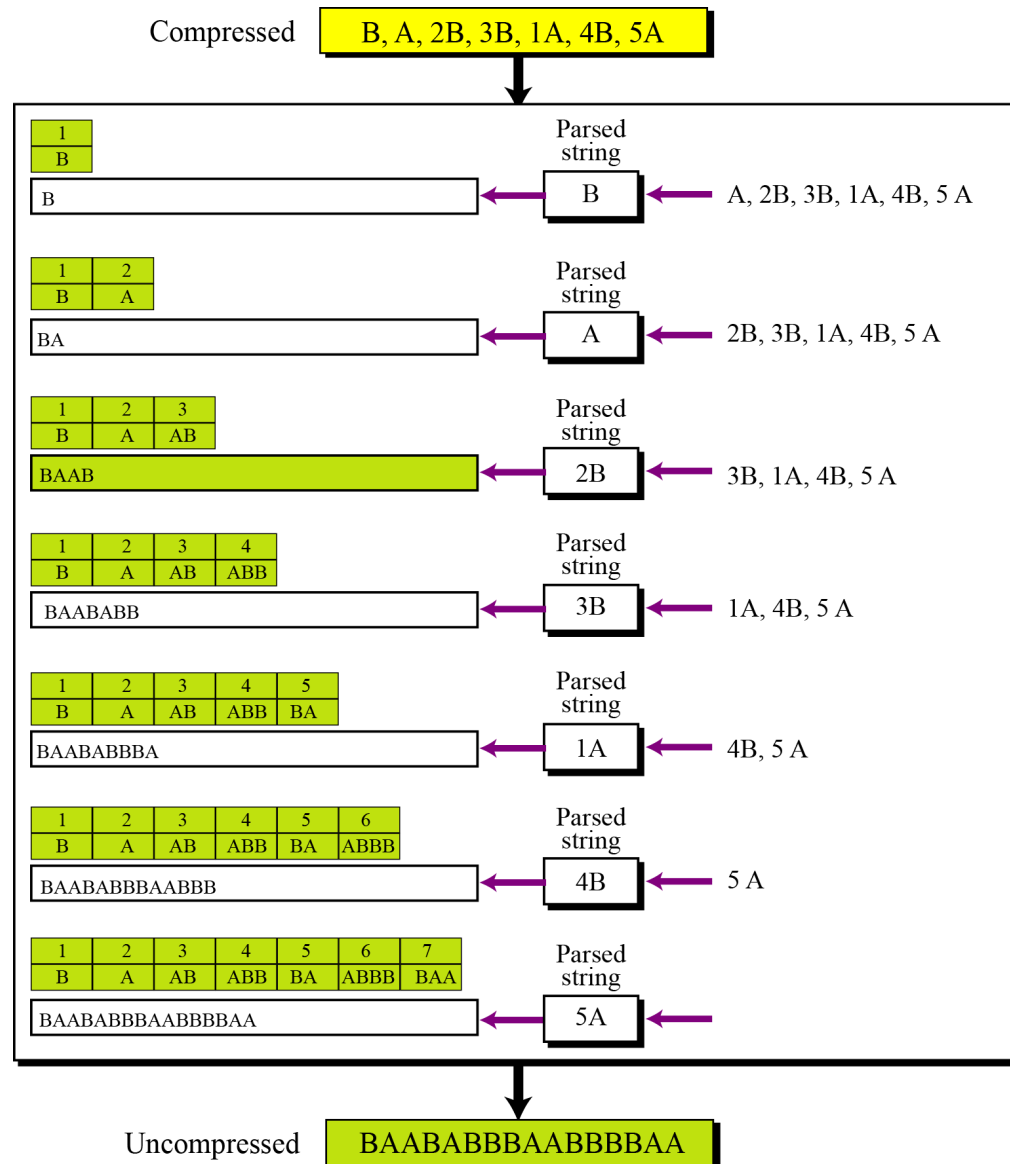 Compressed B, A, 2B, 3B, 1A, 4B, 5A
1
B
Parsed
string
B
B
A, 2B, 3B, 1A, 4B, 5 A
1 2
B A
Parsed
string
BA
A
2B, 3B, 1A, 4B, 5 A
1 2 3
B A AB
Parsed
string
BAAB
2B
3B, 1A, 4B, 5 A
1 2 3 4
B A AB ABB
Parsed
string
BAABABB
3B
1A, 4B, 5 A
1 2 3 4 5
B A AB ABB BA
Parsed
string
BAABABBBA
1A
4B, 5 A
1 2 3 4 5 6
B A AB ABB BA ABBB
Parsed
string
BAABABBBAABBB
4B
5 A
1 2 3 4 5 6 7
B A AB ABB BA ABBB BAA
Parsed
string
BAABABBBAABBBBAA
5A
Uncompressed BAABABBBAABBBBAA